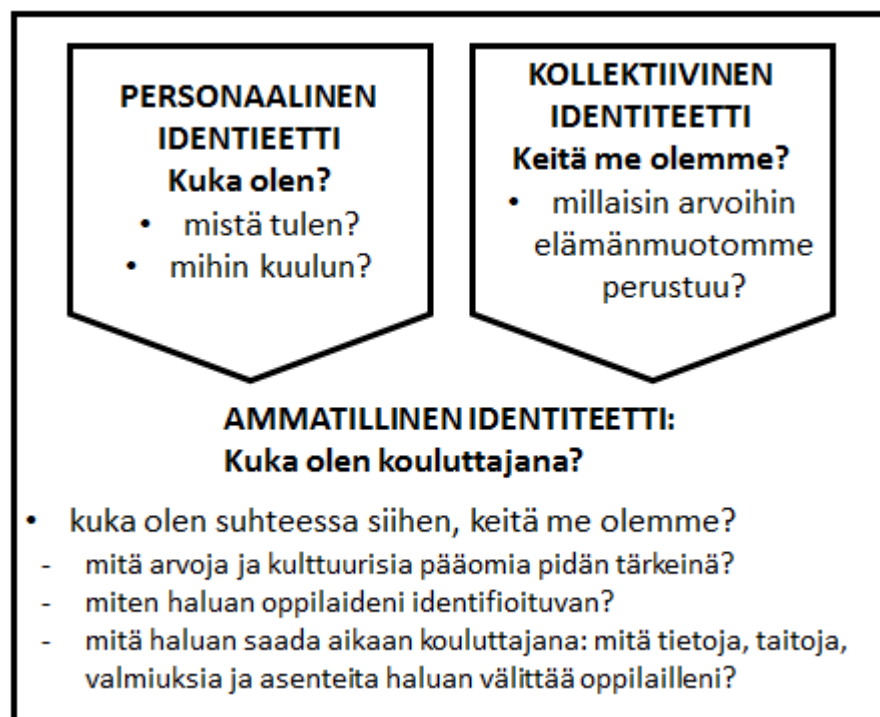 PERSONAALINEN
IDENTIEETTI
Kuka olen?
• mistä tulen?
• mihin kuulun?
KOLLEKTIIVINEN
IDENTITEETTI
Keitä me olemme?
• millaisin arvoihin
elämänmuotomme
perustuu?
AMMATILLINEN IDENTITEETTI:
Kuka olen kouluttajana?
• kuka olen suhteessa siihen, keitä me olemme?
- mitä arvoja ja kulttuurisia pääomia pidän tärkeinä?
- miten haluan oppilaideni identifioituvan?
- mitä haluan saada aikaan kouluttajana: mitä tietoja, taitoja,
valmiuksia ja asenteita haluan välittää oppilailleni?